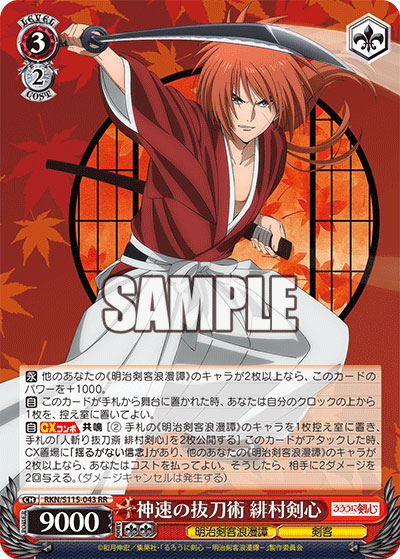 LEVEL
3
2
COST
SAMPLE
永 他のあなたの《明治剣客浪漫譚》のキャラが2枚以上なら、このカードの
パワーを+1000。
自 このカードが手札から舞台に置かれた時、あなたは自分のクロックの上から
1枚を、控え室に置いてよい。
自 CXコンボ 共鳴 [② 手札の《明治剣客浪漫譚》のキャラを1枚控え室に置き、
手札の「人斬り抜刀斎 緋村剣心」を2枚公開する] このカードがアタックした時、
CX置場に「揺るがない信念」があり、他のあなたの《明治剣客浪漫譚》のキャラ
がいるなら、あなたはコストを払ってよい。そうしたら、相手に2ダメージ
を2回与える。(ダメージキャンセルは発生する)
CH RKN/S115-043 RR
POWER
9000
SOUL
神速の抜刀術 緋村剣心
るろうに剣心
明治剣客浪漫譚
剣客
©和月伸宏/集英社・「るろうに剣心 -明治剣客浪漫譚-」製作委員会